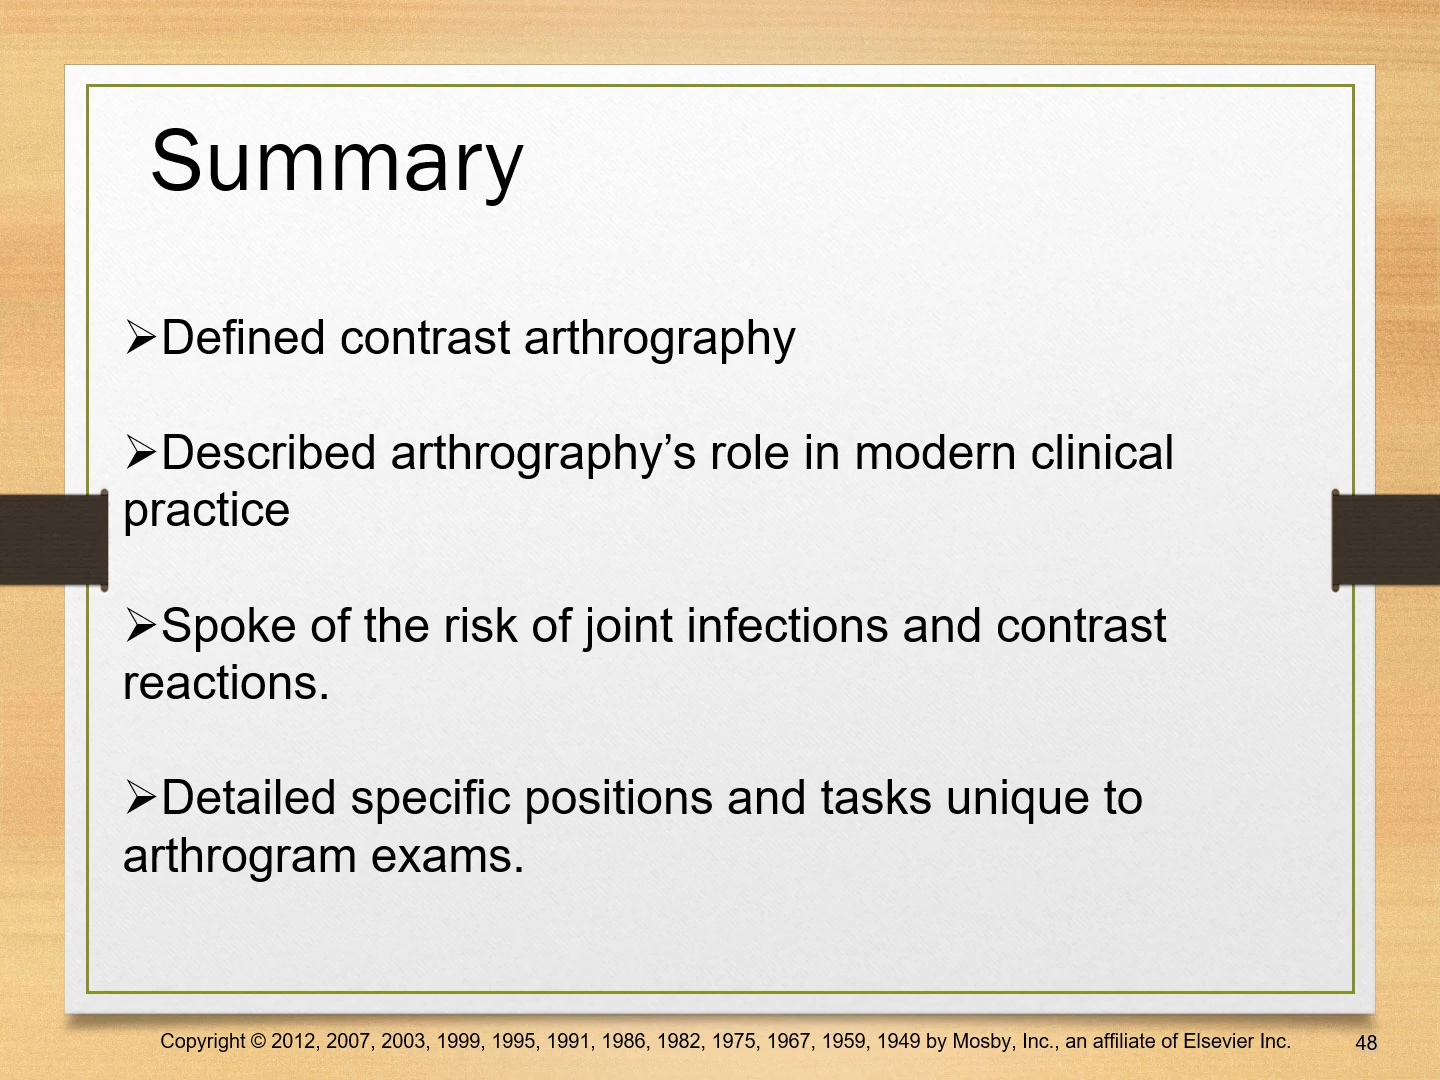 Summary
➢Defined contrast arthrography
➢Described arthrography’s role in modern clinical
practice
➢Spoke of the risk of joint infections and contrast
reactions.
➢Detailed specific positions and tasks unique to
arthrogram exams.
Copyright © 2012, 2007, 2003, 1999, 1995, 1991, 1986, 1982, 1975, 1967, 1959, 1949 by Mosby, Inc., an affiliate of Elsevier Inc.
48